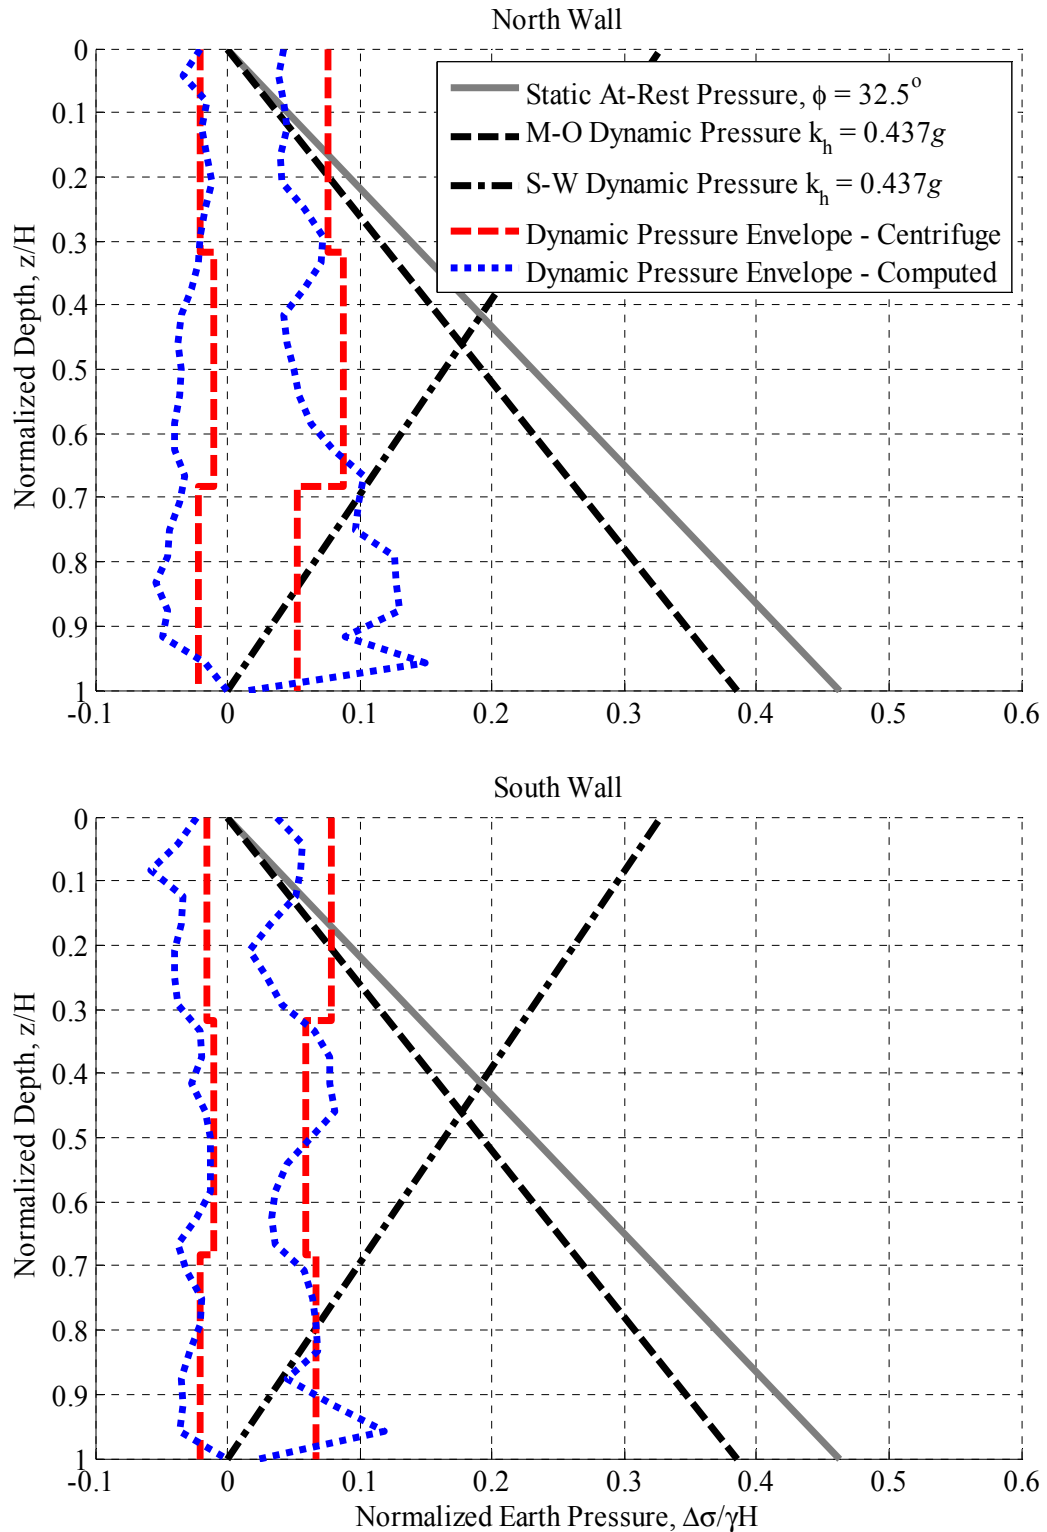 North Wall
0
0.1
0.2
0.3
0.4
0.5
0.6
0.7
0.8
0.9
1
Normalized Depth, z/H
Static At-Rest Pressure, ϕ = 32.5°
M-O Dynamic Pressure kₕ = 0.437g
S-W Dynamic Pressure kₕ = 0.437g
Dynamic Pressure Envelope - Centrifuge
Dynamic Pressure Envelope - Computed
-0.1 0 0.1 0.2 0.3 0.4 0.5 0.6
South Wall
0
0.1
0.2
0.3
0.4
0.5
0.6
0.7
0.8
0.9
1
Normalized Depth, z/H
-0.1 0 0.1 0.2 0.3 0.4 0.5 0.6
Normalized Earth Pressure, Δσ/γH